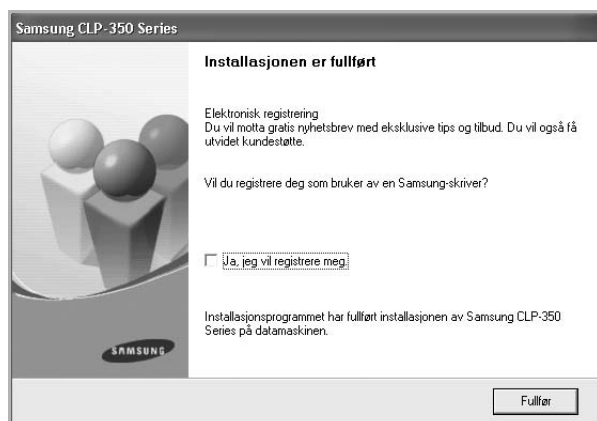 Samsung CLP-350 Series
Installasjonen er fullført
Elektronisk registrering
Du vil motta gratis nyhetsbrev med eksklusive tips og tilbud. Du vil også få
utvidet kundestøtte.
Vil du registrere deg som bruker av en Samsung-skriver?
Ja, jeg vil registrere meg.
Installasjonsprogrammet har fullført installasjonen av Samsung CLP-350
Series på datamaskinen.
SAMSUNG
Fullfør